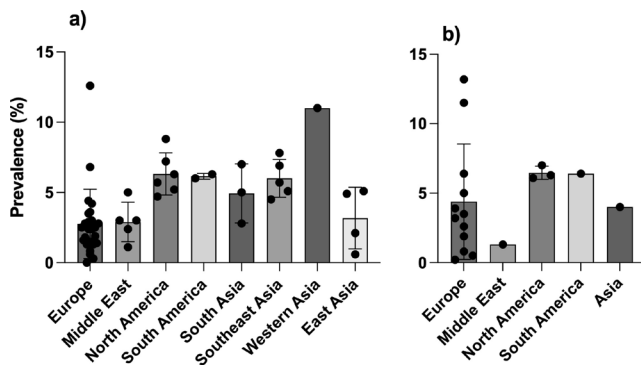 a)
Prevalence (%)
15
10
5
0
Europe
Middle East
North America
South America
South Asia
Southeast Asia
Western Asia
East Asia
b)
15
10
5
0
Europe
Middle East
North America
South America
Asia